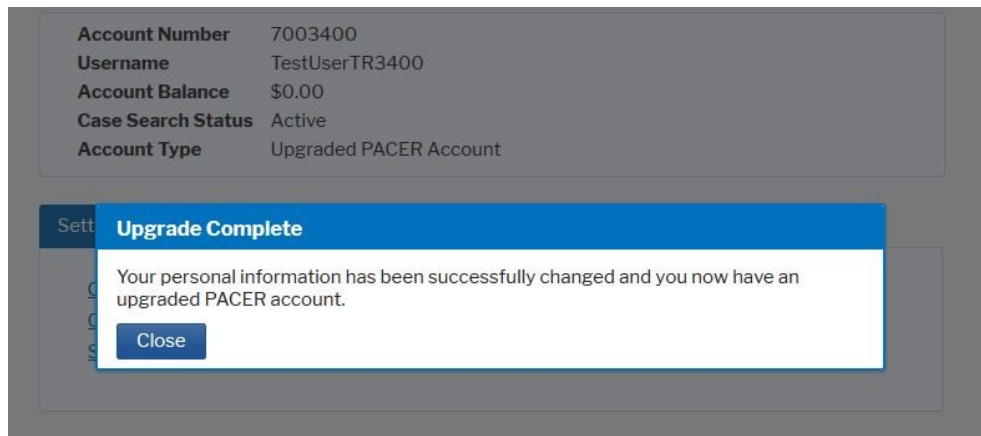 Account Number 7003400
Username TestUserTR3400
Account Balance $0.00
Case Search Status Active
Account Type Upgraded PACER Account
Sett
Upgrade Complete
Your personal information has been successfully changed and you now have an
upgraded PACER account.
Close